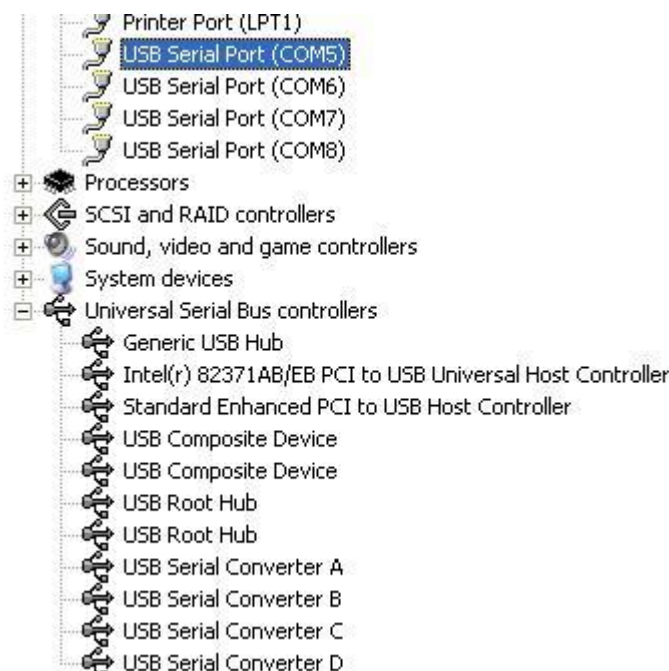 Printer Port (LPT1)
USB Serial Port (COM5)
USB Serial Port (COM6)
USB Serial Port (COM7)
USB Serial Port (COM8)
Processors
SCSI and RAID controllers
Sound, video and game controllers
System devices
Universal Serial Bus controllers
Generic USB Hub
Intel(r) 82371AB/EB PCI to USB Universal Host Controller
Standard Enhanced PCI to USB Host Controller
USB Composite Device
USB Composite Device
USB Root Hub
USB Root Hub
USB Serial Converter A
USB Serial Converter B
USB Serial Converter C
USB Serial Converter D